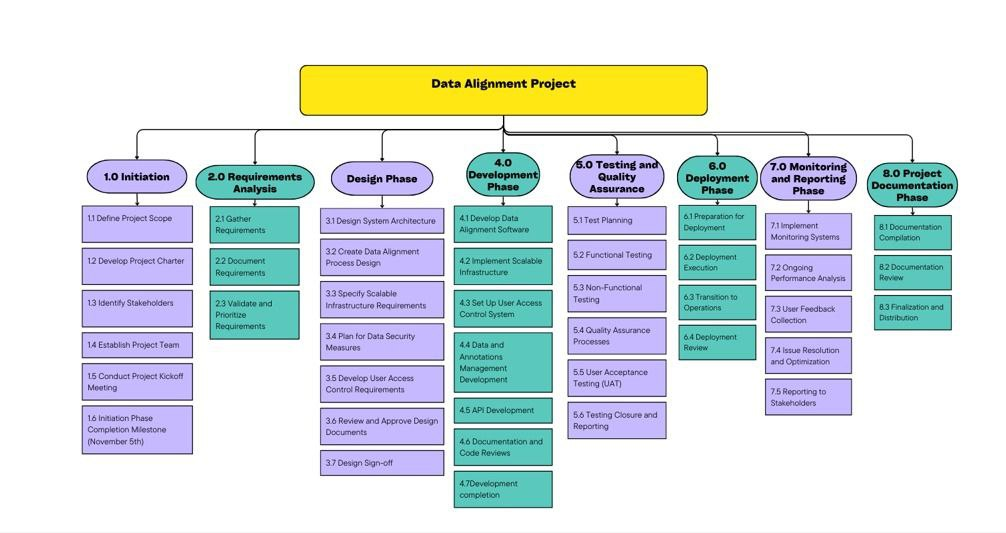 Data Alignment Project
1.0 Initiation
1.1 Define Project Scope
1.2 Develop Project Charter
1.3 Identify Stakeholders
1.4 Establish Project Team
1.5 Conduct Project Kickoff
Meeting
1.6 Initiation Phase
Completion Milestone
(November 5th)
2.0 Requirements
Analysis
2.1 Gather
Requirements
2.2 Document
Requirements
2.3 Validate and
Prioritize
Requirements
Design Phase
3.1 Design System Architecture
3.2 Create Data Alignment
Process Design
3.3 Specify Scalable
Infrastructure Requirements
3.4 Plan for Data Security
Measures
3.5 Develop User Access
Control Requirements
3.6 Review and Approve Design
Documents
3.7 Design Sign-off
4.0
Development
Phase
4.1 Develop Data
Alignment Software
4.2 Implement Scalable
Infrastructure
4.3 Set Up User Access
Control System
4.4 Data and
Annotations
Management
Development
4.5 API Development
4.6 Documentation and
Code Reviews
4.7Development
completion
5.0 Testing and
Quality
Assurance
5.1 Test Planning
5.2 Functional Testing
5.3 Non-Functional
Testing
5.4 Quality Assurance
Processes
5.5 User Acceptance
Testing (UAT)
5.6 Testing Closure and
Reporting
6.0
Deployment
Phase
6.1 Preparation for
Deployment
6.2 Deployment
Execution
6.3 Transition to
Operations
6.4 Deployment
Review
7.0 Monitoring
and Reporting
Phase
7.1 Implement
Monitoring Systems
7.2 Ongoing
Performance Analysis
7.3 User Feedback
Collection
7.4 Issue Resolution
and Optimization
7.5 Reporting to
Stakeholders
8.0 Project
Documentation
Phase
8.1 Documentation
Compilation
8.2 Documentation
Review
8.3 Finalization and
Distribution